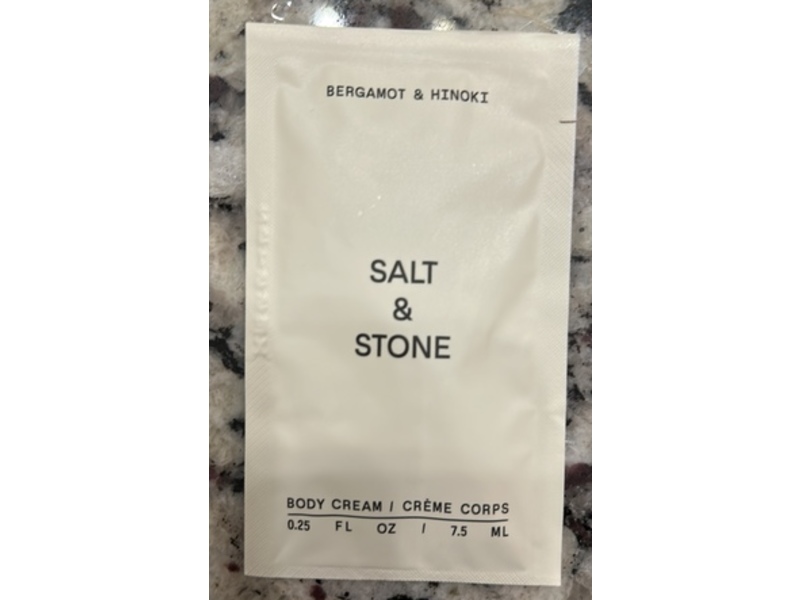 BERGAMOT & HINOKI
SALT
&
STONE
BODY CREAM / CRÈME CORPS
0.25 FL OZ / 7.5 ML